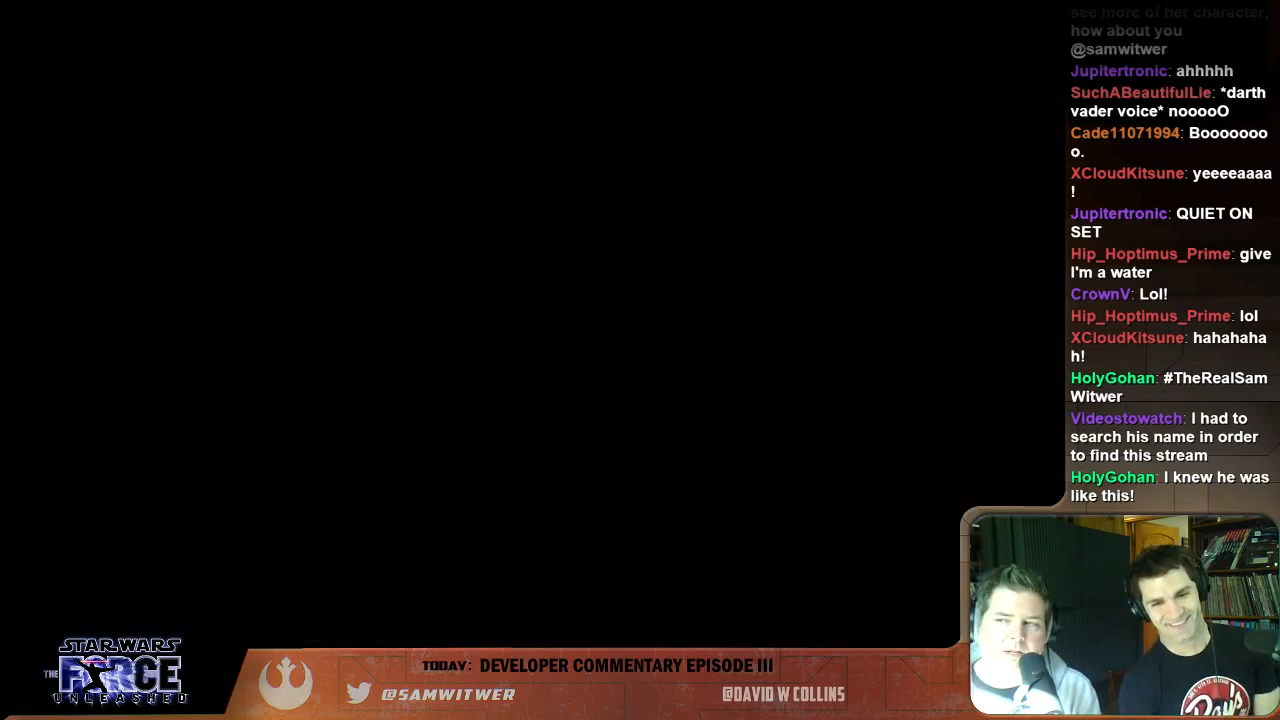 see more of her character,
how about you
@samwitwer
Jupitertronic: ahhhhh
SuchABeautifulLie: *darth
vader voice* nooooO
Cade11071994: Booooooo
o.
XCloudKitsune: yeeeeaaaa
!
Jupitertronic: QUIET ON
SET
Hip_Hoptimus_Prime: give
I'm a water
CrownV: Lol!
Hip_Hoptimus_Prime: lol
XCloudKitsune: hahahaha
h!
HolyGohan: #TheRealSam
Witwer
Videostowatch: I had to
search his name in order
to find this stream
HolyGohan: I knew he was
like this!
STAR WARS
THE FORCE
UNLEASHED
TODAY: DEVELOPER COMMENTARY EPISODE III
@SAMWITWER
@DAVID W COLLINS